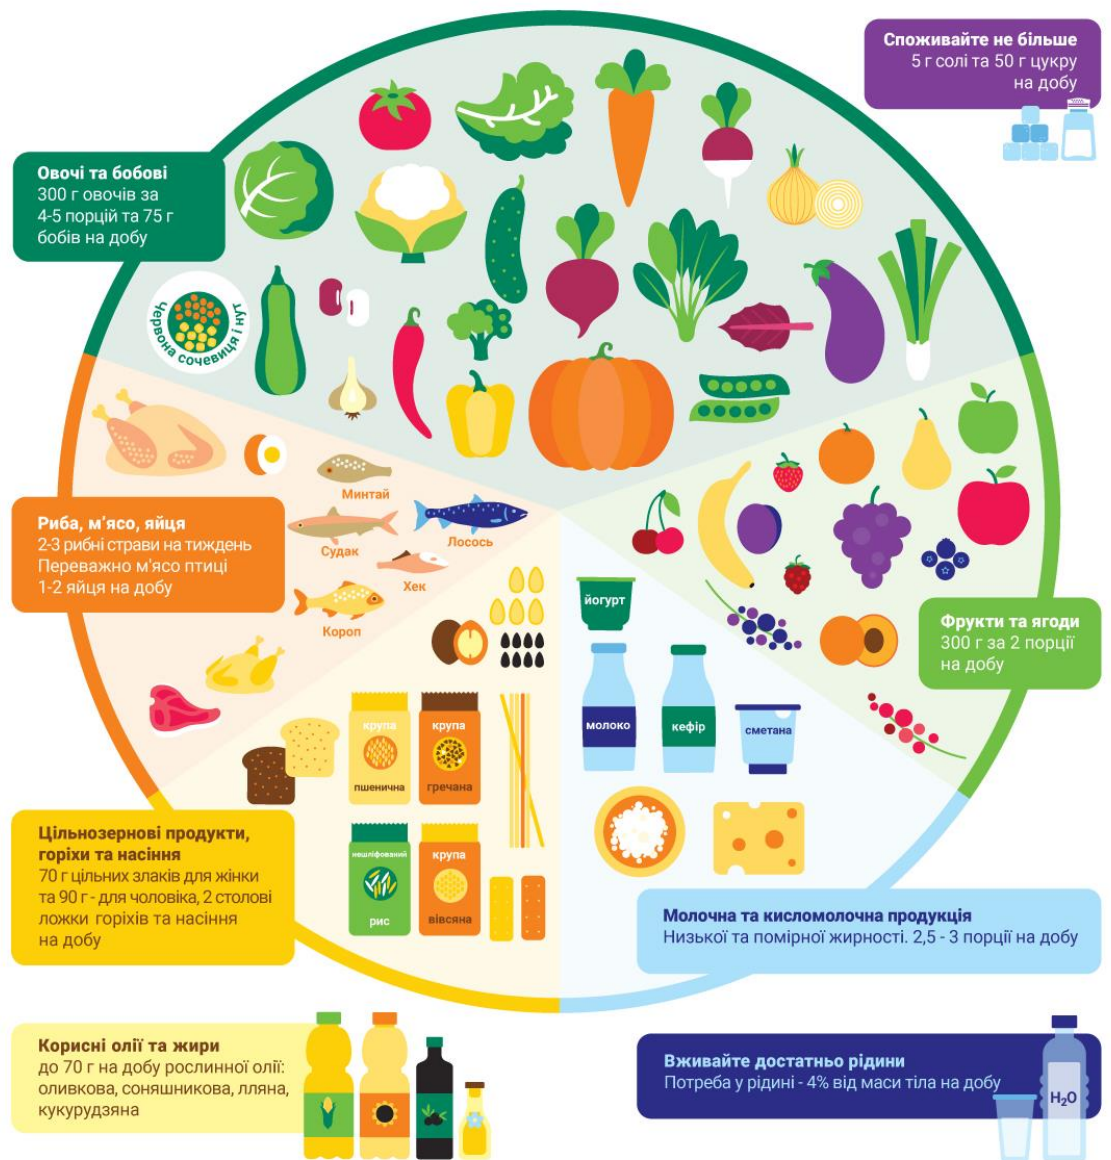 Споживайте не більше
5 г солі та 50 г цукру
на добу
Овочі та бобові
300 г овочів за
4-5 порцій та 75 г
бобів на добу
Червона сочевиця і нут
Риба, м'ясо, яйця
2-3 рибні страви на тиждень
Переважно м'ясо птиці
1-2 яйця на добу
Минтай
Судак
Лосось
Хек
Короп
Фрукти та ягоди
300 г за 2 порції
на добу
йогурт
молоко
кефір
сметана
крупа
пшенична
крупа
гречана
нешліфований
рис
крупа
вівсяна
Цільнозернові продукти,
горіхи та насіння
70 г цільних злаків для жінки
та 90 г - для чоловіка, 2 столові
ложки горіхів та насіння
на добу
Молочна та кисломолочна продукція
Низької та помірної жирності. 2,5 - 3 порції на добу
Корисні олії та жири
до 70 г на добу рослинної олії:
оливкова, соняшникова, лляна,
кукурудзяна
Вживайте достатньо рідини
Потреба у рідині - 4% від маси тіла на добу
H₂O